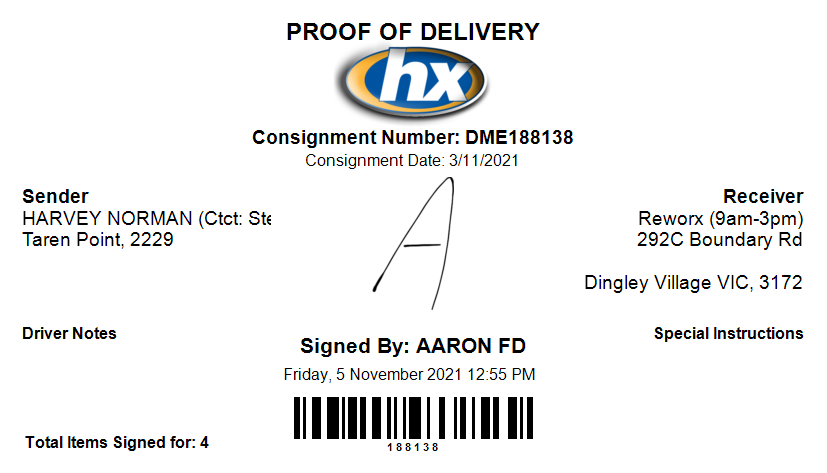 PROOF OF DELIVERY
hx
Consignment Number: DME188138
Consignment Date: 3/11/2021
Sender
HARVEY NORMAN (Ctct: Ste
Taren Point, 2229
A
Receiver
Reworx (9am-3pm)
292C Boundary Rd
Dingley Village VIC, 3172
Driver Notes
Signed By: AARON FD
Special Instructions
Friday, 5 November 2021 12:55 PM
188138
Total Items Signed for: 4